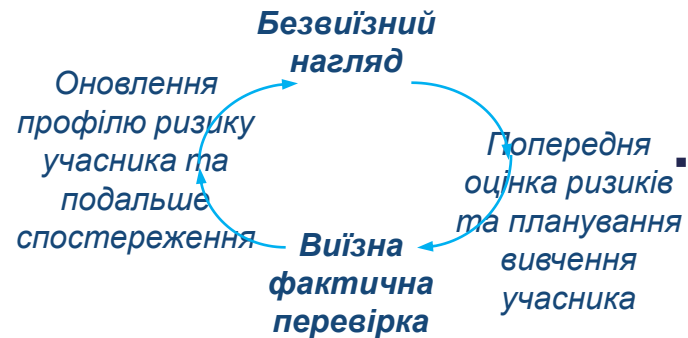 Безвиїзний
нагляд
Оновлення
профілю ризику
учасника та
подальше
спостереження
Попередня
оцінка ризиків
та планування
вивчення
учасника
Виїзна
фактична
перевірка